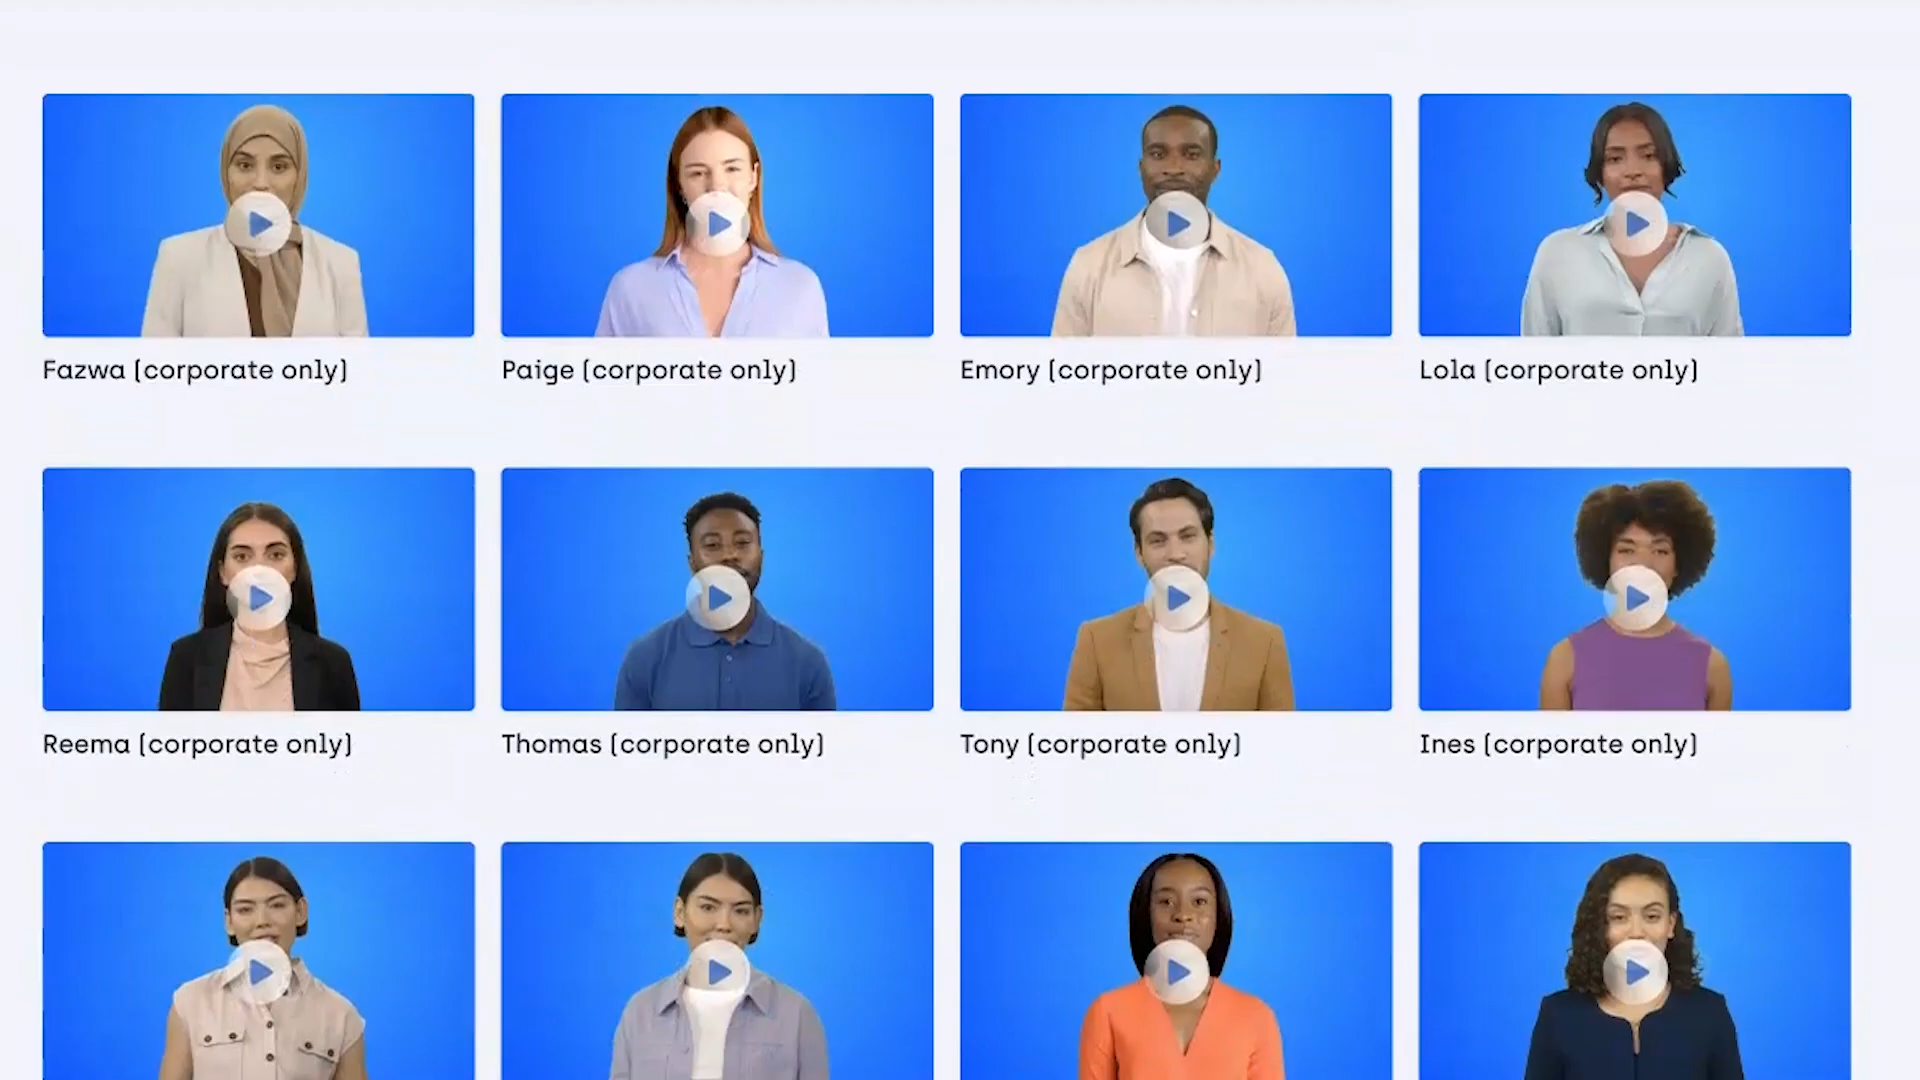 Fazwa (corporate only)
Paige (corporate only)
Emory (corporate only)
Lola (corporate only)
Reema (corporate only)
Thomas (corporate only)
Tony (corporate only)
Ines (corporate only)